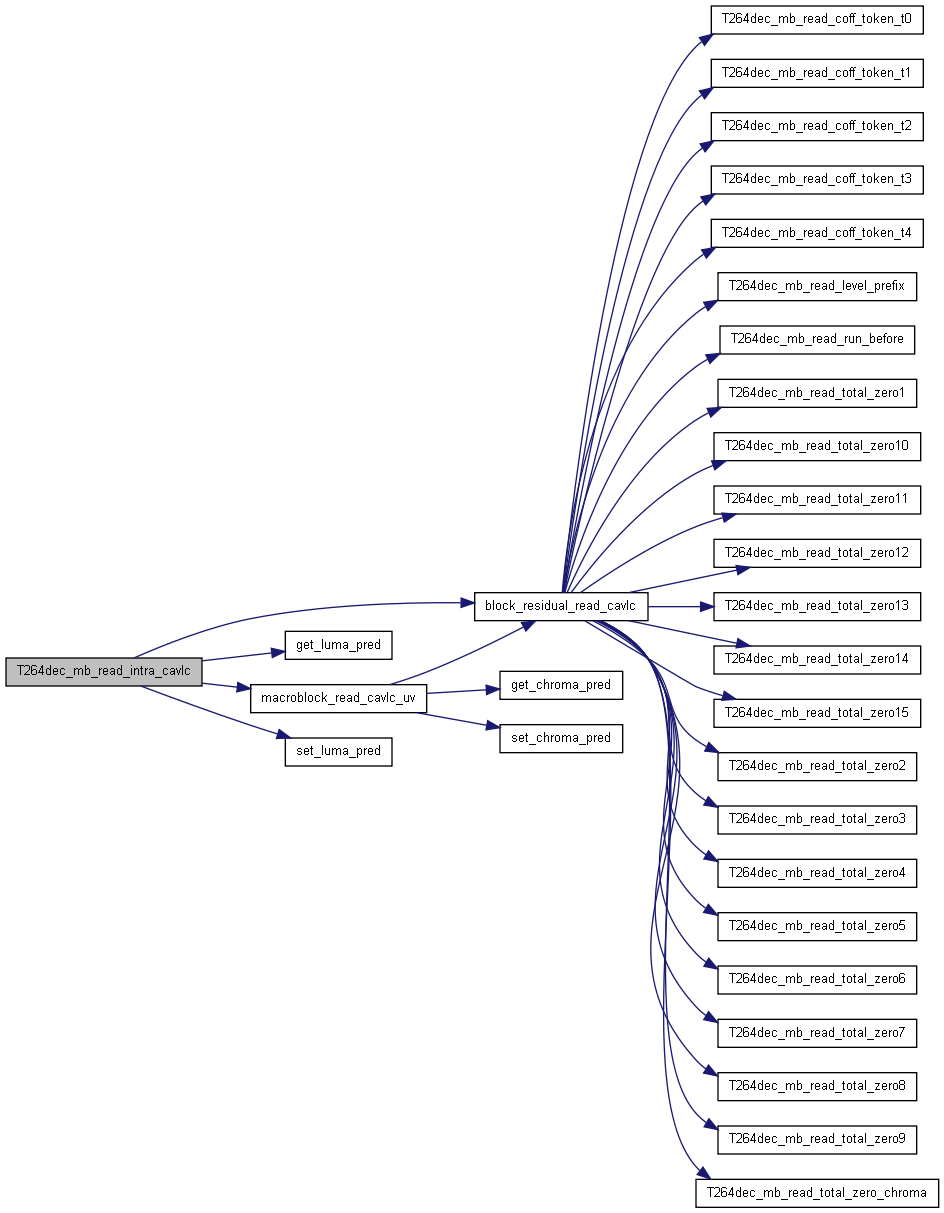 T264dec_mb_read_coff_token_t0
T264dec_mb_read_coff_token_t1
T264dec_mb_read_coff_token_t2
T264dec_mb_read_coff_token_t3
T264dec_mb_read_coff_token_t4
T264dec_mb_read_level_prefix
T264dec_mb_read_run_before
T264dec_mb_read_total_zero1
T264dec_mb_read_total_zero10
T264dec_mb_read_total_zero11
T264dec_mb_read_total_zero12
block_residual_read_cavlc
T264dec_mb_read_total_zero13
get_luma_pred
T264dec_mb_read_total_zero14
T264dec_mb_read_intra_cavlc
get_chroma_pred
macroblock_read_cavlc_uv
T264dec_mb_read_total_zero15
set_chroma_pred
set_luma_pred
T264dec_mb_read_total_zero2
T264dec_mb_read_total_zero3
T264dec_mb_read_total_zero4
T264dec_mb_read_total_zero5
T264dec_mb_read_total_zero6
T264dec_mb_read_total_zero7
T264dec_mb_read_total_zero8
T264dec_mb_read_total_zero9
T264dec_mb_read_total_zero_chroma